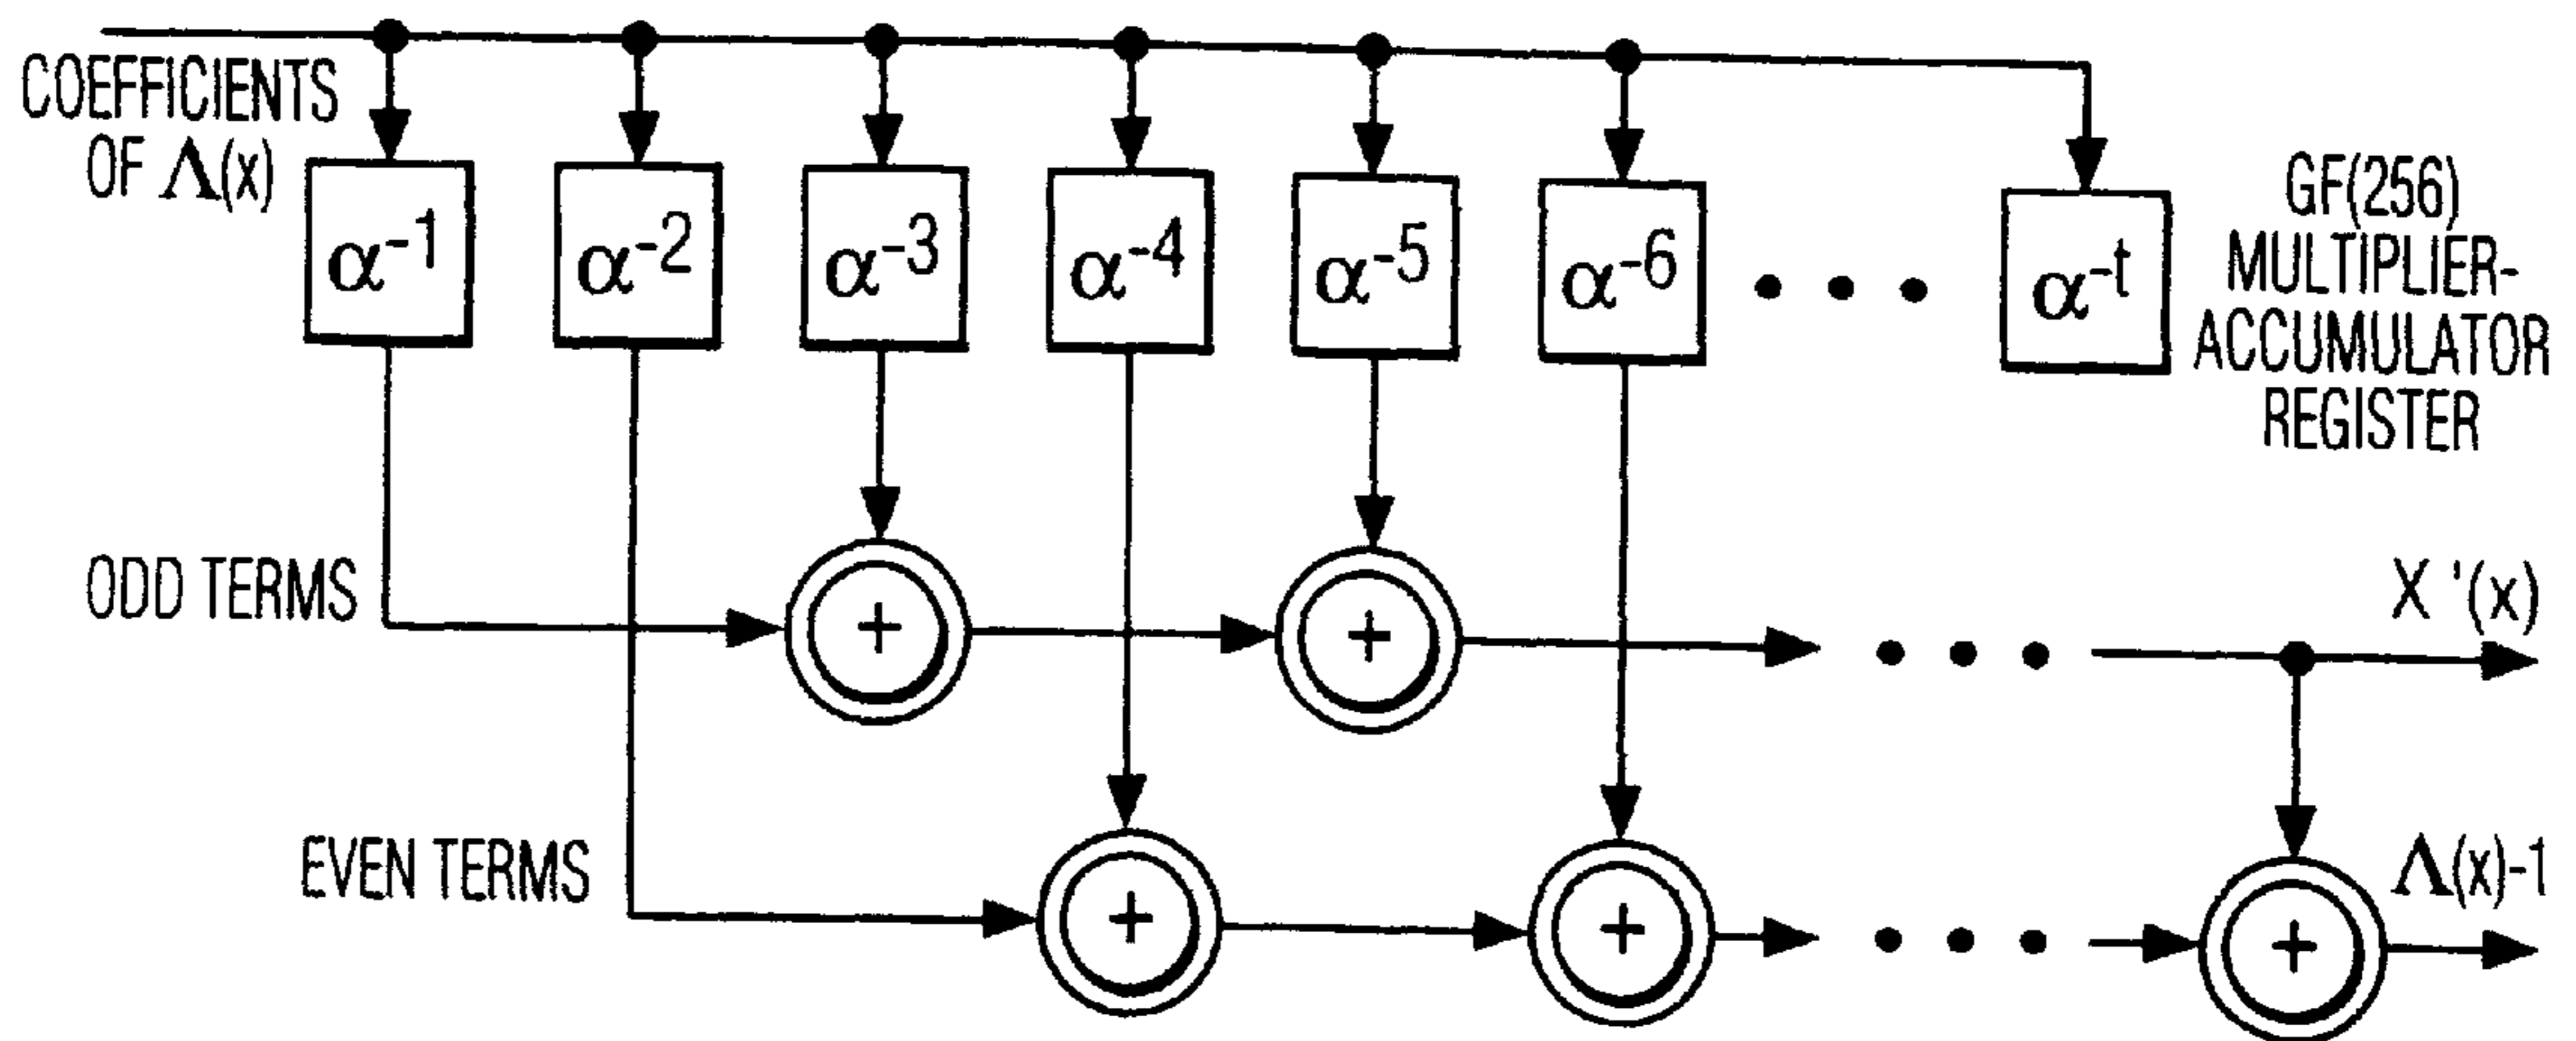 COEFFICIENTS
OF Λ(x)
α⁻¹
α⁻²
α⁻³
α⁻⁴
α⁻⁵
α⁻⁶
• • •
α⁻ᵗ
GF(256)
MULTIPLIER-
ACCUMULATOR
REGISTER
ODD TERMS
+
+
• • •
X '(x)
EVEN TERMS
+
+
• • •
+
Λ(x)-1